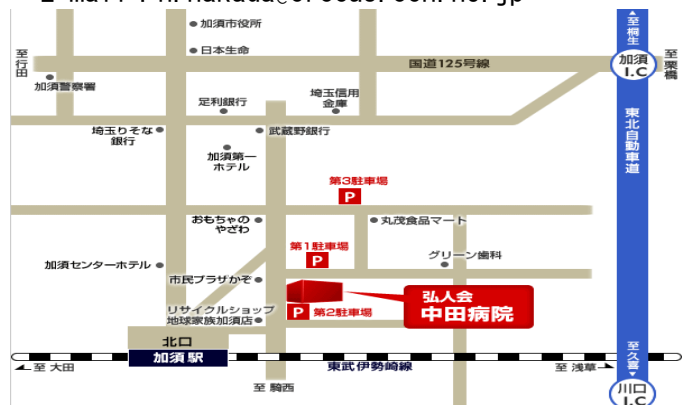 加須市役所
至桐生
日本生命
至行田
国道125号線
加須
I.C
至栗橋
加須警察署
足利銀行
埼玉信用
金庫
東北自動車道
埼玉りそな
銀行
武蔵野銀行
加須第一
ホテル
第3駐車場
P
おもちゃの
やざわ
丸茂食品マート
第1駐車場
P
グリーン歯科
加須センターホテル
市民プラザかぞ
弘人会
中田病院
リサイクルショップ
地球家族加須店
P 第2駐車場
北口
加須駅
至久喜
至 大田
東武伊勢崎線
至 浅草
至 騎西
川口
I.C